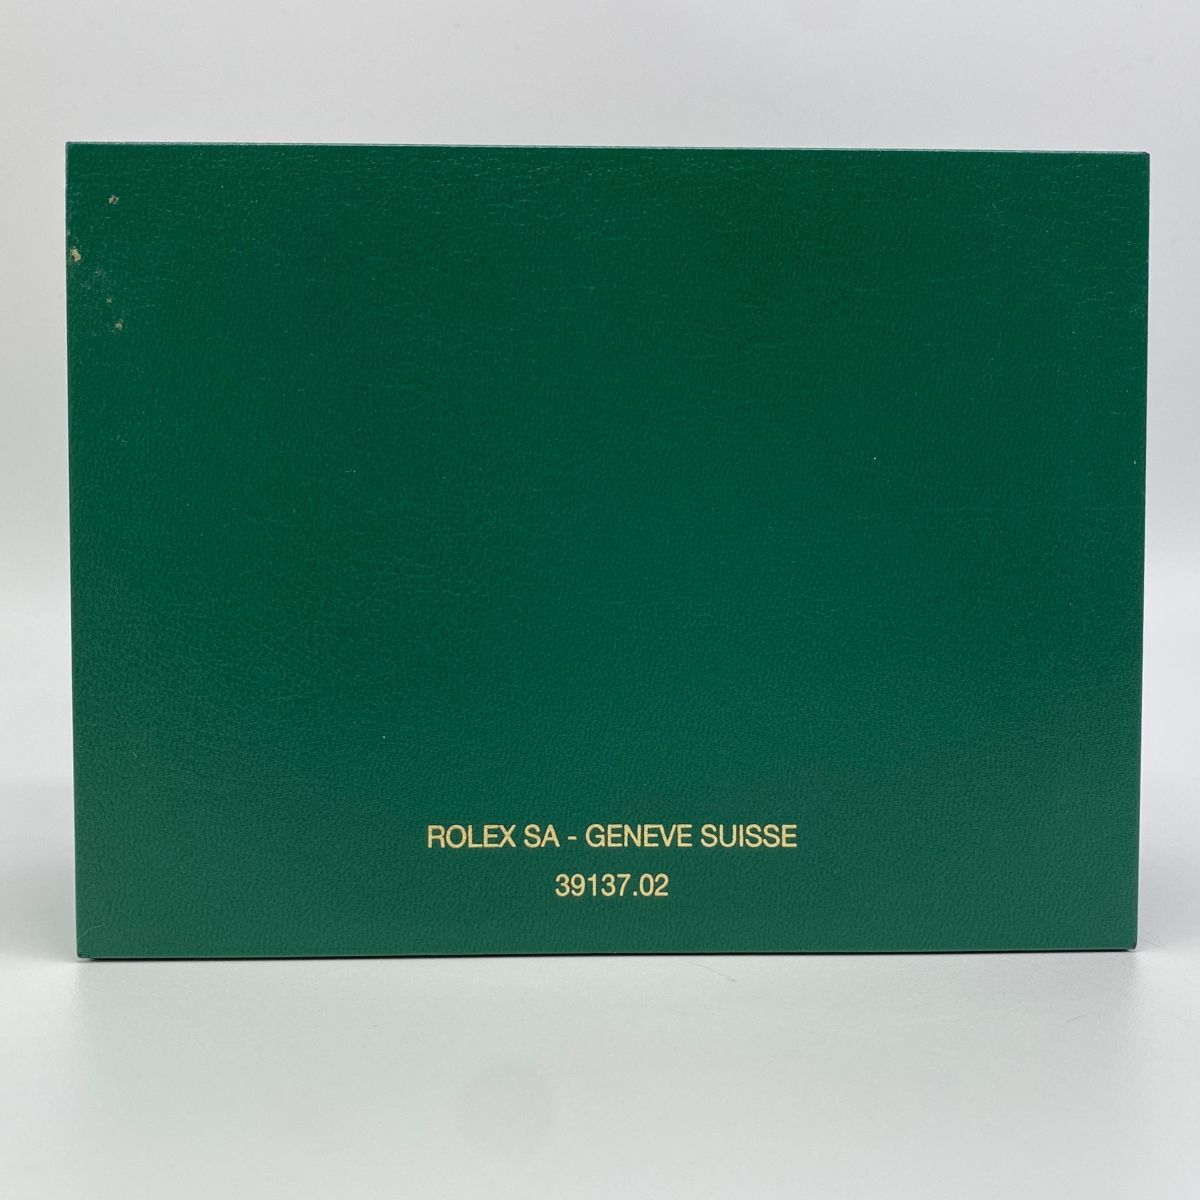 ROLEX SA - GENEVE SUISSE
39137.02